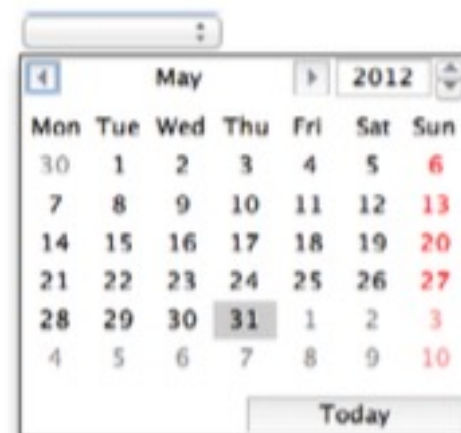 May 2012
Mon Tue Wed Thu Fri Sat Sun
30 1 2 3 4 5 6
7 8 9 10 11 12 13
14 15 16 17 18 19 20
21 22 23 24 25 26 27
28 29 30 31 1 2 3
4 5 6 7 8 9 10
Today